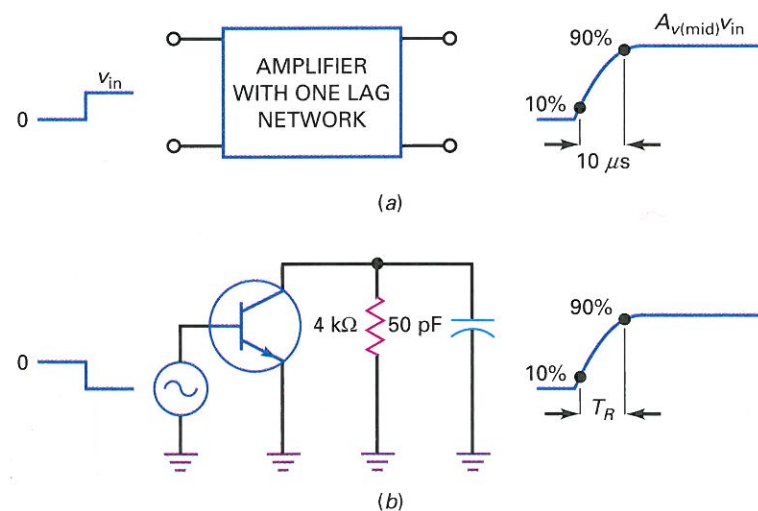 90%
A_v(mid)v_in
v_in
0
AMPLIFIER
WITH ONE LAG
NETWORK
10%
10 μs
(a)
0
4 kΩ
50 pF
90%
10%
T_R
(b)